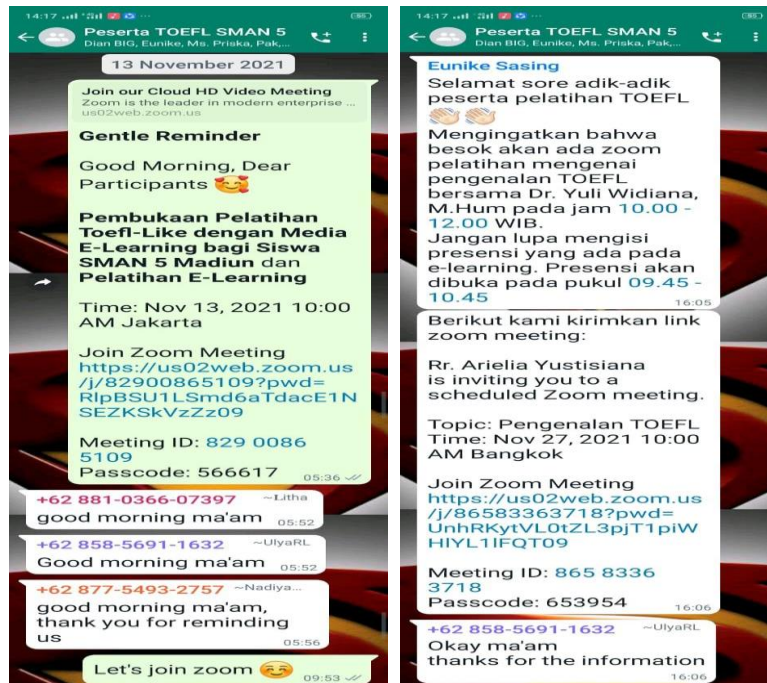 14:17
Peserta TOEFL SMAN 5
Dian BIG, Eunike, Ms. Priska, Pak,...
13 November 2021
Join our Cloud HD Video Meeting
Zoom is the leader in modern enterprise ...
us02web.zoom.us
Gentle Reminder
Good Morning, Dear
Participants 🥰
Pembukaan Pelatihan
Toefl-Like dengan Media
E-Learning bagi Siswa
SMAN 5 Madiun dan
Pelatihan E-Learning
Time: Nov 13, 2021 10:00
AM Jakarta
Join Zoom Meeting
https://us02web.zoom.us
/j/82900865109?pwd=
RlpBSU1LSmd6aTdacE1N
SEZKSkVzZz09
Meeting ID: 829 0086
5109
Passcode: 566617 05:36
+62 881-0366-07397 ~Litha
good morning ma'am 05:52
+62 858-5691-1632 ~UlyaRL
Good morning ma'am 05:52
+62 877-5493-2757 ~Nadiya...
good morning ma'am,
thank you for reminding
us 05:56
Let's join zoom 😊 09:53
14:17
Peserta TOEFL SMAN 5
Dian BIG, Eunike, Ms. Priska, Pak,...
Eunike Sasing
Selamat sore adik-adik
peserta pelatihan TOEFL
👏🏻👏🏻
Mengingatkan bahwa
besok akan ada zoom
pelatihan mengenai
pengenalan TOEFL
bersama Dr. Yuli Widiana,
M.Hum pada jam 10.00 -
12.00 WIB.
Jangan lupa mengisi
presensi yang ada pada
e-learning. Presensi akan
dibuka pada pukul 09.45 -
10.45 16:05
Berikut kami kirimkan link
zoom meeting:
Rr. Arielia Yustisiana
is inviting you to a
scheduled Zoom meeting.
Topic: Pengenalan TOEFL
Time: Nov 27, 2021 10:00
AM Bangkok
Join Zoom Meeting
https://us02web.zoom.us
/j/86583363718?pwd=
UnhRKytVL0tZL3pjT1piW
HlYL1lFQT09
Meeting ID: 865 8336
3718
Passcode: 653954 16:06
+62 858-5691-1632 ~UlyaRL
Okay ma'am
thanks for the information
16:06